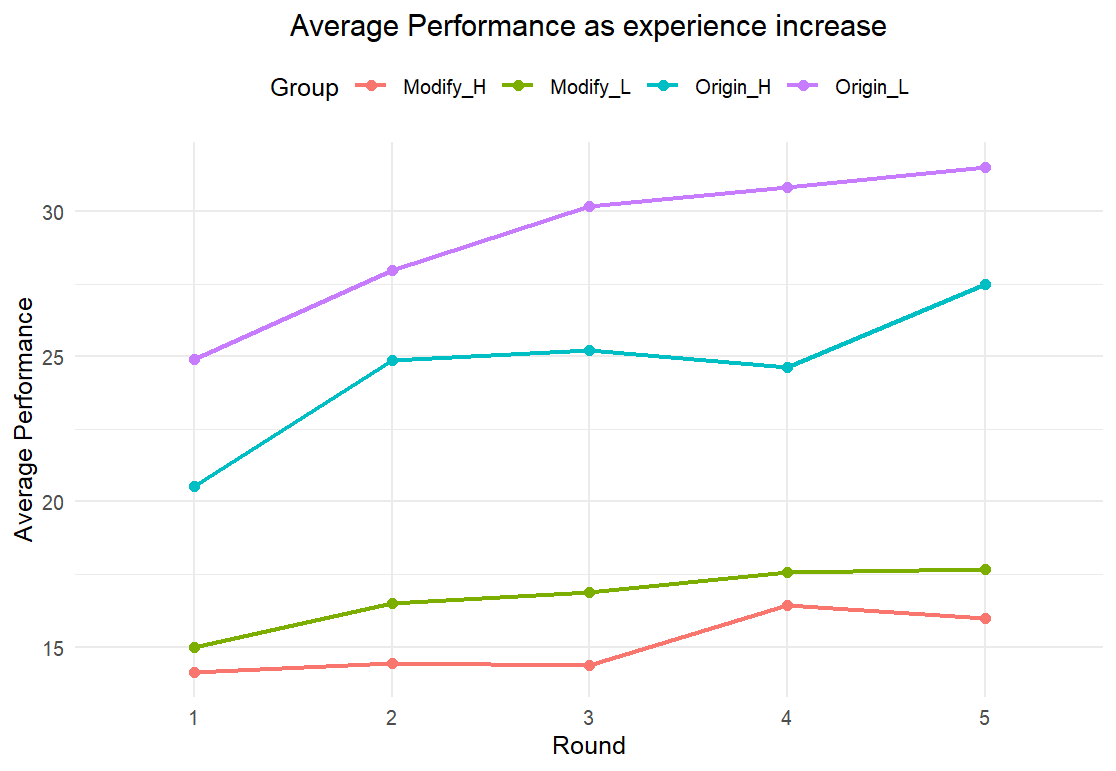 Average Performance as experience increase
Group Modify_H Modify_L Origin_H Origin_L
Average Performance
30
25
20
15
1 2 3 4 5
Round